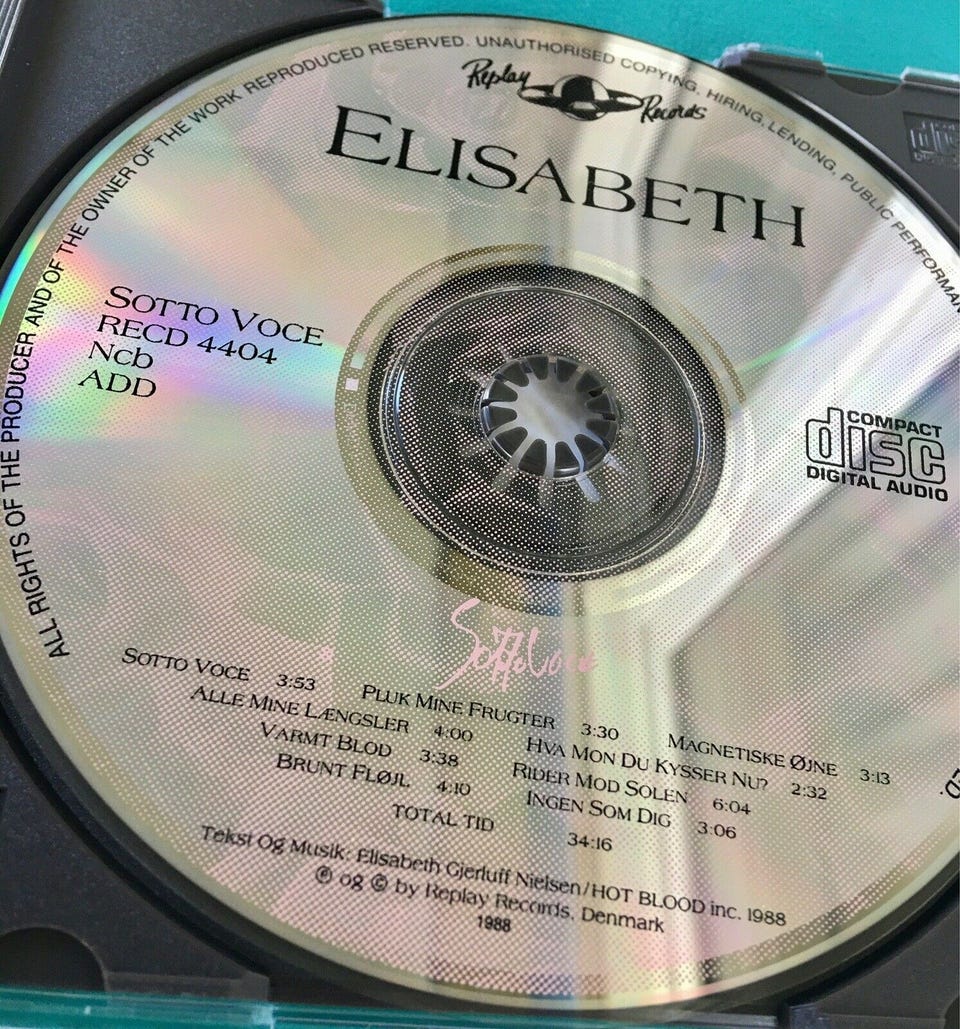 ALL RIGHTS OF THE PRODUCER AND OF THE OWNER OF THE WORK REPRODUCED RESERVED. UNAUTHORISED COPYING, HIRING, LENDING, PUBLIC PERFORMAN
Replay Records
ELISABETH
SOTTO VOCE
RECD 4404
Ncb
ADD
COMPACT
disc
DIGITAL AUDIO
Sotto Voce
SOTTO VOCE 3:53 PLUK MINE FRUGTER 3:30 MAGNETISKE ØJNE 3:13
ALLE MINE LÆNGSLER 4:00 HVA MON DU KYSSER NU? 2:32
VARMT BLOD 3:38 RIDER MOD SOLEN 6:04
BRUNT FLØJL 4:10 INGEN SOM DIG 3:06
TOTAL TID 34:16
Tekst Og Musik: Elisabeth Gjerluff Nielsen/HOT BLOOD inc. 1988
℗ og © by Replay Records, Denmark
1988